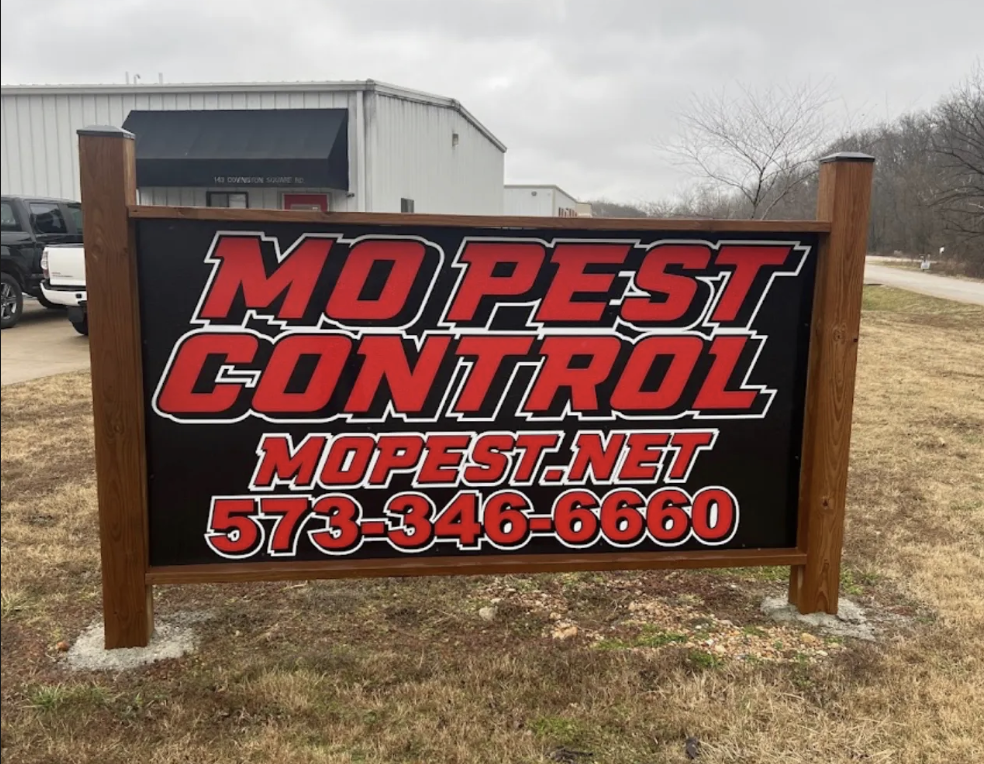 MO PEST
CONTROL
MOPEST.NET
573-346-6660